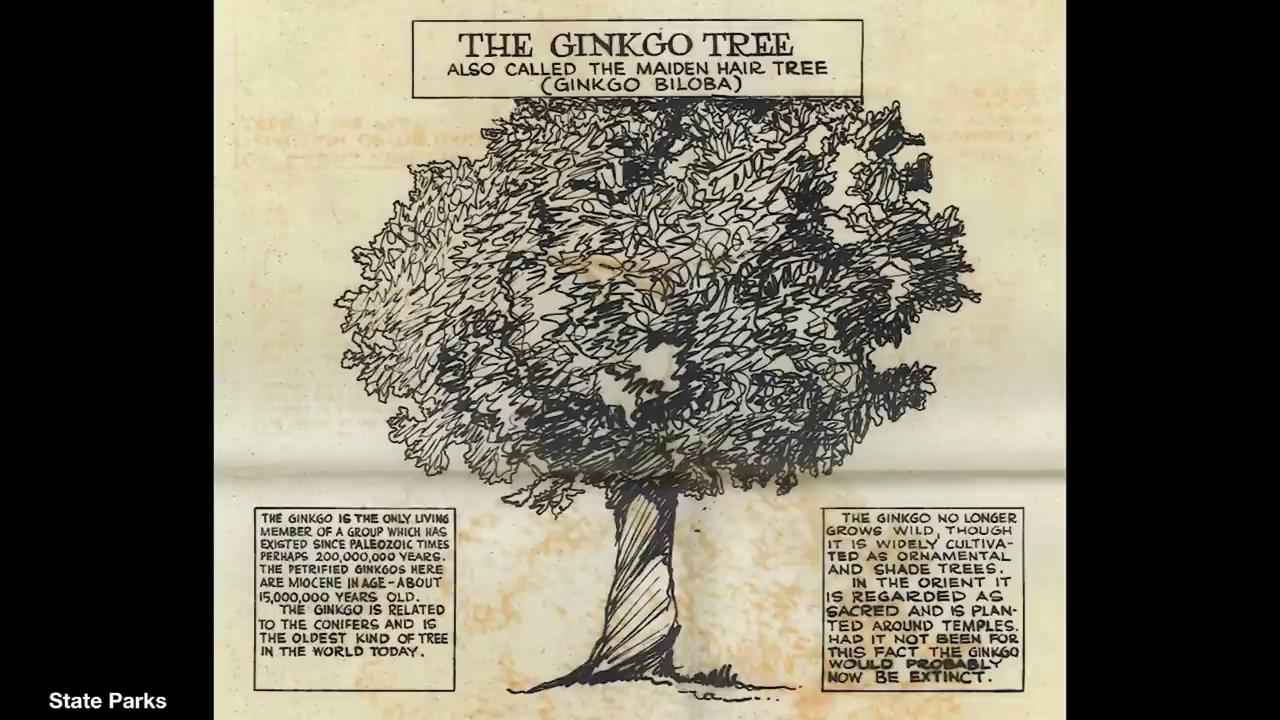 THE GINKGO TREE
ALSO CALLED THE MAIDEN HAIR TREE
(GINKGO BILOBA)
THE GINKGO IS THE ONLY LIVING
MEMBER OF A GROUP WHICH HAS
EXISTED SINCE PALEOZOIC TIMES
PERHAPS 200,000,000 YEARS.
THE PETRIFIED GINKGOS HERE
ARE MIOCENE IN AGE-ABOUT
15,000,000 YEARS OLD.
THE GINKGO IS RELATED
TO THE CONIFERS AND IS
THE OLDEST KIND OF TREE
IN THE WORLD TODAY.
THE GINKGO NO LONGER
GROWS WILD, THOUGH
IT IS WIDELY CULTIVA-
TED AS ORNAMENTAL
AND SHADE TREES.
IN THE ORIENT IT
IS REGARDED AS
SACRED AND IS PLAN-
TED AROUND TEMPLES.
HAD IT NOT BEEN FOR
THIS FACT THE GINKGO
WOULD PROBABLY
NOW BE EXTINCT.
State Parks